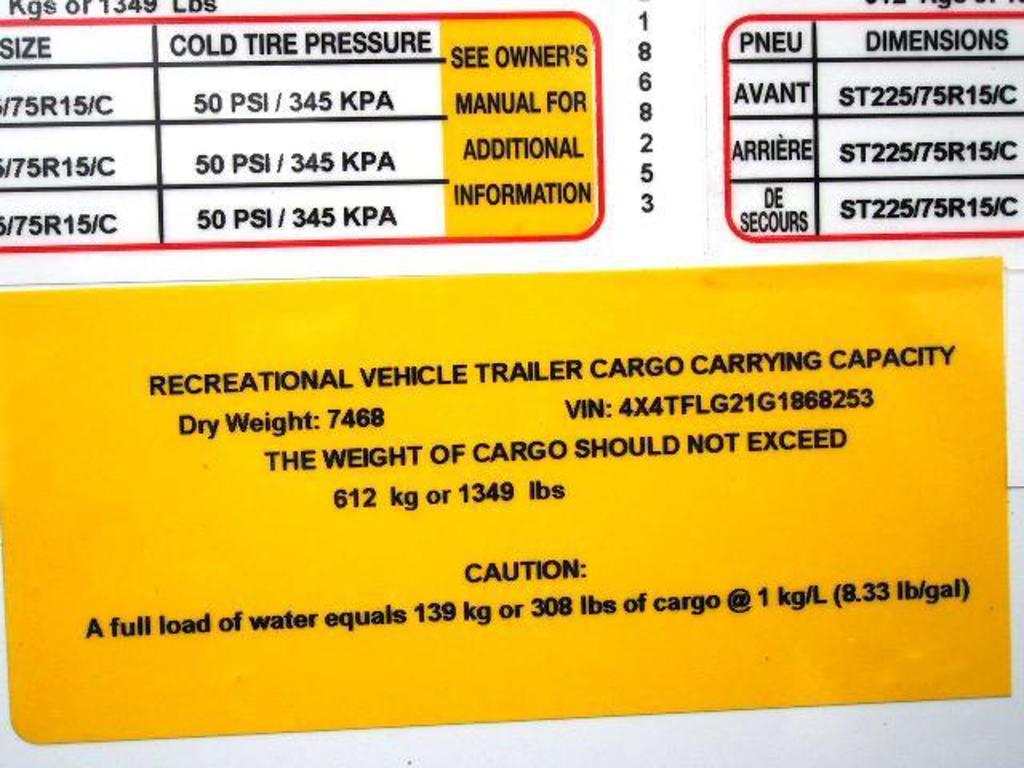 Kgs or 1349 Lbs
SIZE COLD TIRE PRESSURE SEE OWNER'S
/75R15/C 50 PSI / 345 KPA MANUAL FOR
/75R15/C 50 PSI / 345 KPA ADDITIONAL
/75R15/C 50 PSI / 345 KPA INFORMATION
1
8
6
8
2
5
3
PNEU DIMENSIONS
AVANT ST225/75R15/C
ARRIÈRE ST225/75R15/C
DE
SECOURS ST225/75R15/C
RECREATIONAL VEHICLE TRAILER CARGO CARRYING CAPACITY
Dry Weight: 7468 VIN: 4X4TFLG21G1868253
THE WEIGHT OF CARGO SHOULD NOT EXCEED
612 kg or 1349 lbs
CAUTION:
A full load of water equals 139 kg or 308 lbs of cargo @ 1 kg/L (8.33 lb/gal)